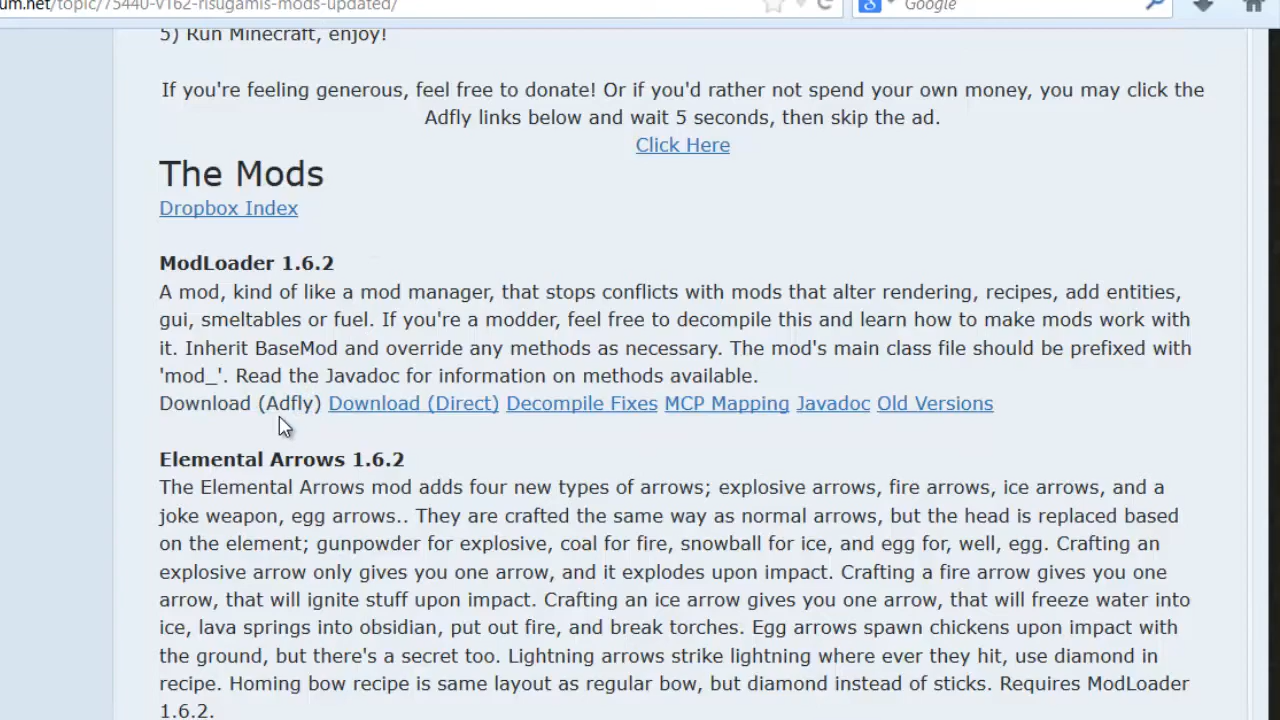 um.net/topic/75440-v162-risugamis-mods-updated/
Google
5) Run Minecraft, enjoy!
If you're feeling generous, feel free to donate! Or if you'd rather not spend your own money, you may click the
Adfly links below and wait 5 seconds, then skip the ad.
Click Here
The Mods
Dropbox Index
ModLoader 1.6.2
A mod, kind of like a mod manager, that stops conflicts with mods that alter rendering, recipes, add entities,
gui, smeltables or fuel. If you're a modder, feel free to decompile this and learn how to make mods work with
it. Inherit BaseMod and override any methods as necessary. The mod's main class file should be prefixed with
'mod_'. Read the Javadoc for information on methods available.
Download (Adfly) Download (Direct) Decompile Fixes MCP Mapping Javadoc Old Versions
Elemental Arrows 1.6.2
The Elemental Arrows mod adds four new types of arrows; explosive arrows, fire arrows, ice arrows, and a
joke weapon, egg arrows.. They are crafted the same way as normal arrows, but the head is replaced based
on the element; gunpowder for explosive, coal for fire, snowball for ice, and egg for, well, egg. Crafting an
explosive arrow only gives you one arrow, and it explodes upon impact. Crafting a fire arrow gives you one
arrow, that will ignite stuff upon impact. Crafting an ice arrow gives you one arrow, that will freeze water into
ice, lava springs into obsidian, put out fire, and break torches. Egg arrows spawn chickens upon impact with
the ground, but there's a secret too. Lightning arrows strike lightning where ever they hit, use diamond in
recipe. Homing bow recipe is same layout as regular bow, but diamond instead of sticks. Requires ModLoader
1.6.2.